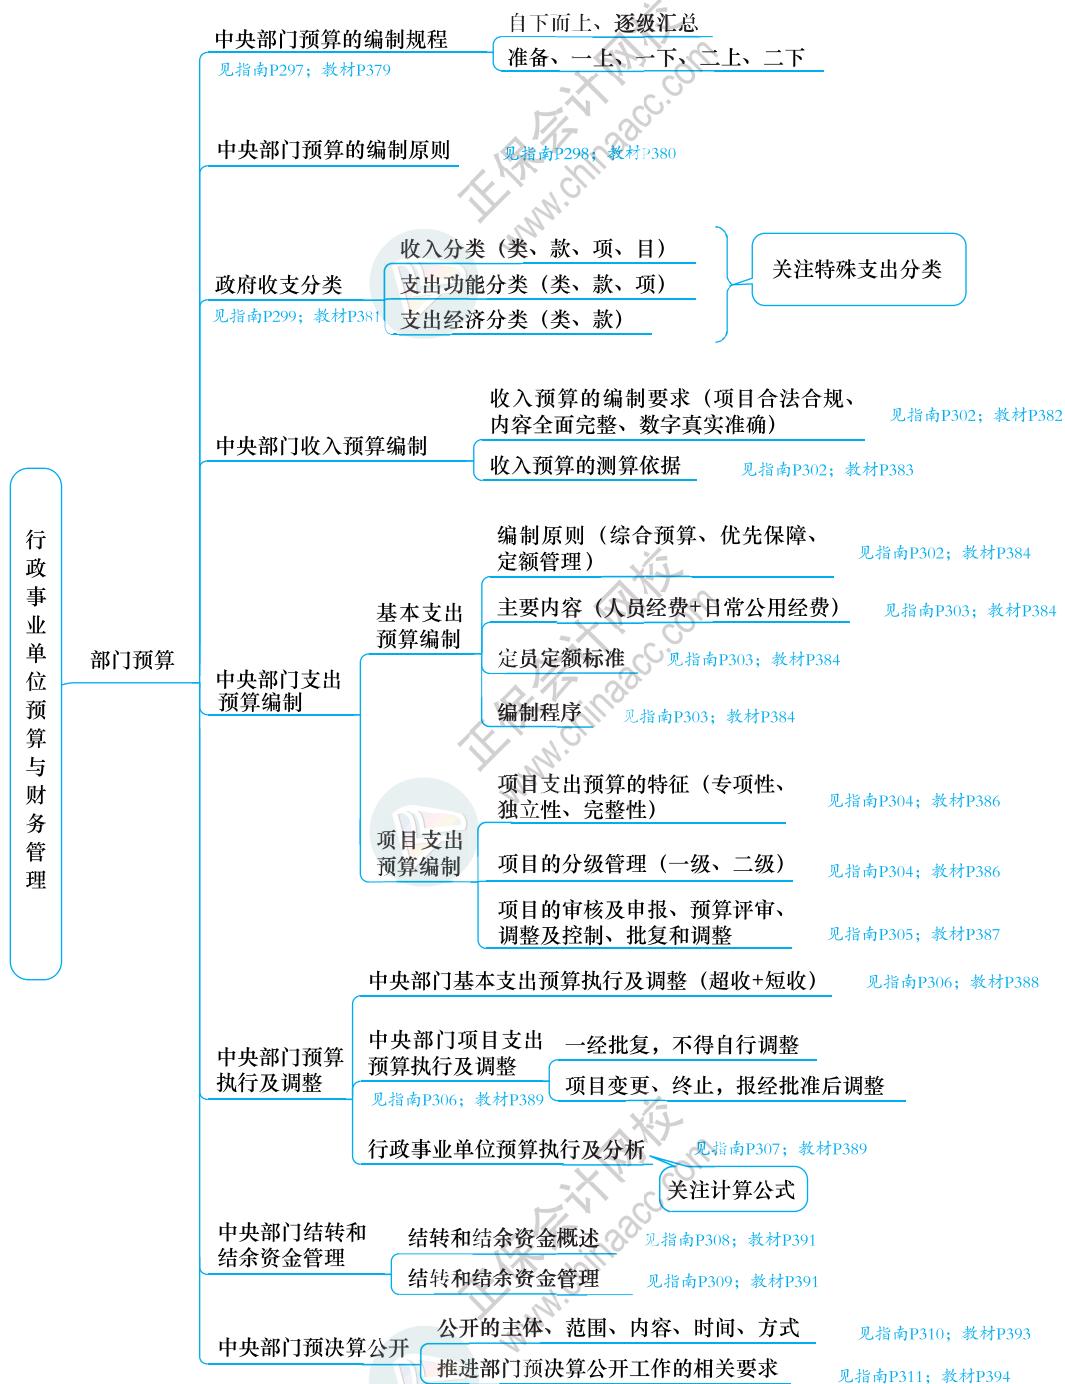 自下而上、逐级汇总
中央部门预算的编制规程
准备、一上、一下、二上、二下
见指南P297；教材P379
中央部门预算的编制原则
见指南P298；教材P380
收入分类（类、款、项、目）
政府收支分类
支出功能分类（类、款、项）
关注特殊支出分类
见指南P299；教材P381
支出经济分类（类、款）
收入预算的编制要求（项目合法合规、
内容全面完整、数字真实准确）
见指南P302；教材P382
中央部门收入预算编制
收入预算的测算依据
见指南P302；教材P383
行政事业单位预算与财务管理
部门预算
中央部门支出
预算编制
基本支出
预算编制
编制原则（综合预算、优先保障、
定额管理）
见指南P302；教材P384
主要内容（人员经费+日常公用经费）
见指南P303；教材P384
定员定额标准
见指南P303；教材P384
编制程序
见指南P303；教材P384
项目支出
预算编制
项目支出预算的特征（专项性、
独立性、完整性）
见指南P304；教材P386
项目的分级管理（一级、二级）
见指南P304；教材P386
项目的审核及申报、预算评审、
调整及控制、批复和调整
见指南P305；教材P387
中央部门预算
执行及调整
中央部门基本支出预算执行及调整（超收+短收）
见指南P306；教材P388
中央部门项目支出
预算执行及调整
见指南P306；教材P389
一经批复，不得自行调整
项目变更、终止，报经批准后调整
行政事业单位预算执行及分析
见指南P307；教材P389
关注计算公式
中央部门结转和
结余资金管理
结转和结余资金概述
见指南P308；教材P391
结转和结余资金管理
见指南P309；教材P391
中央部门预决算公开
公开的主体、范围、内容、时间、方式
见指南P310；教材P393
推进部门预决算公开工作的相关要求
见指南P311；教材P394
正保会计网校
www.chinaacc.com
正保会计网校
www.chinaacc.com
正保会计网校
www.chinaacc.com